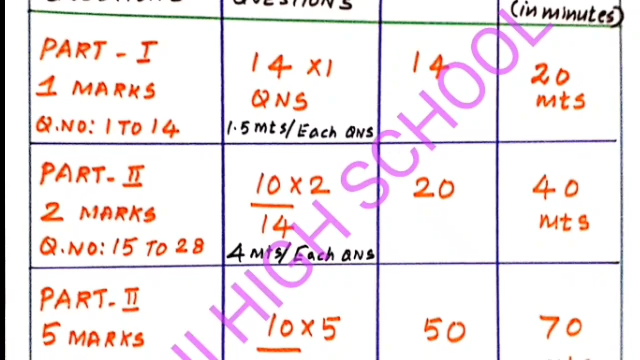 QUESTIONS
(in minutes)
PART - I
1 MARKS
Q.NO: 1 TO 14
14 x1
QNS
1.5 mts/Each QNS
14
20
mts
PART- II
2 MARKS
Q.NO: 15 TO 28
10 x 2
14
4 mts/Each QNS
20
40
mts
PART- II
5 MARKS
10 x 5
50
70
HIGH SCHOOL